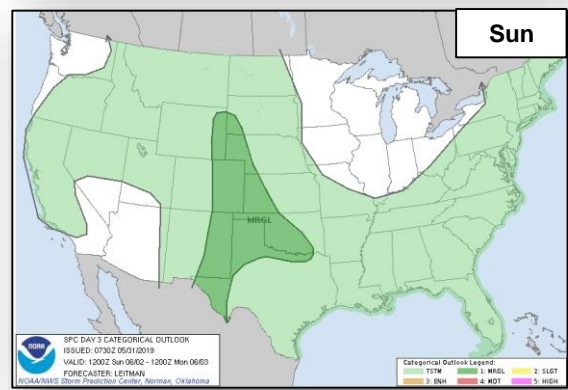 Sun
MRGL
NOAA
SPC DAY 3 CATEGORICAL OUTLOOK
ISSUED: 0730Z 05/31/2019
VALID: 1200Z Sun 06/02 - 1200Z Mon 06/03
FORECASTER: LEITMAN
NOAA/NWS Storm Prediction Center, Norman, Oklahoma
Categorical Outlook Legend:
TSTM 1: MRGL 2: SLGT
3: ENH 4: MDT 5: HIGH